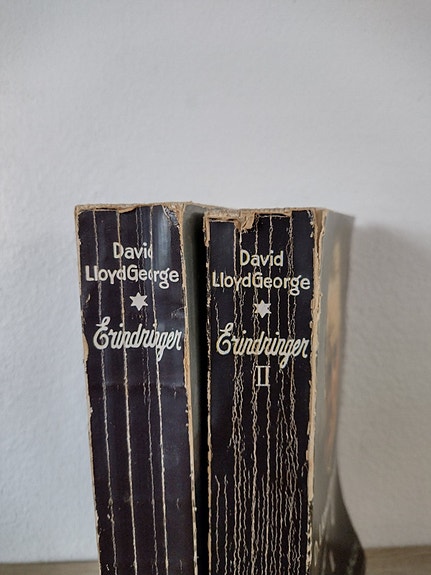 David
LloydGeorge
Erindringer
David
LloydGeorge
Erindringer
II